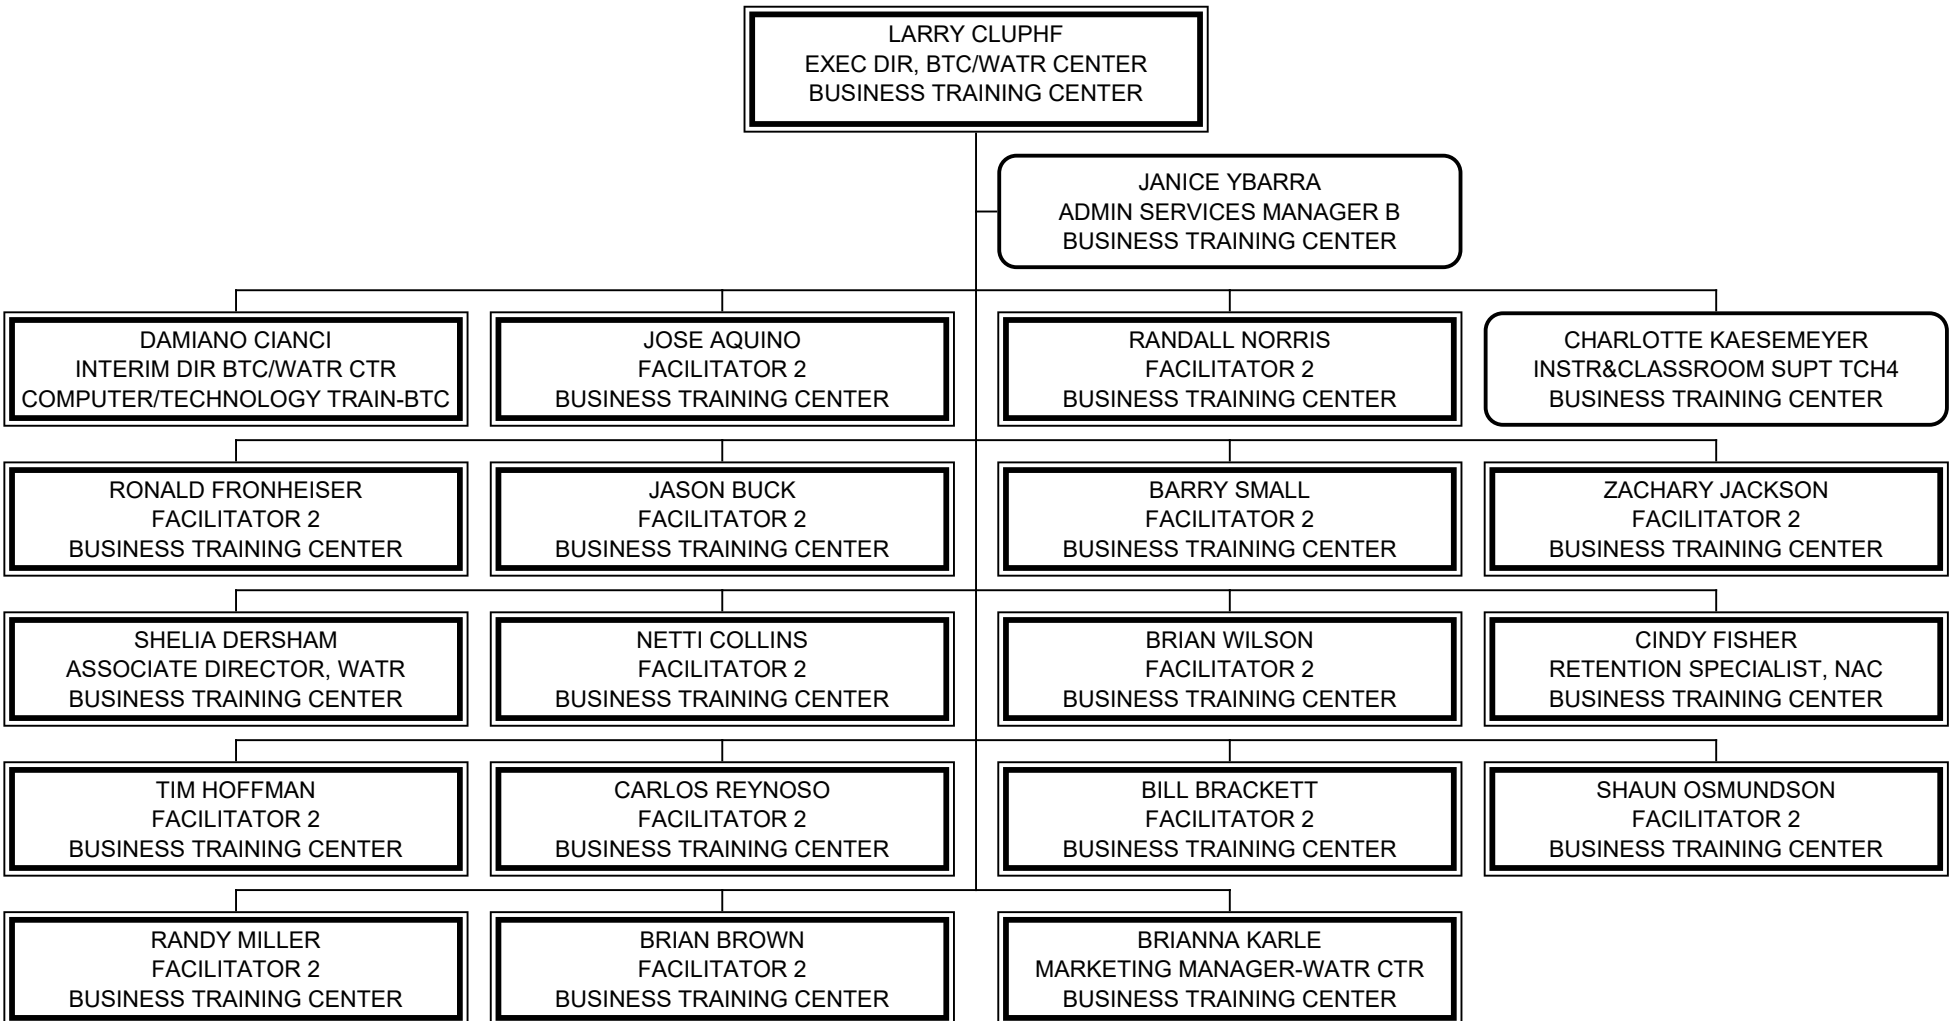 LARRY CLUPHF
EXEC DIR, BTC/WATR CENTER
BUSINESS TRAINING CENTER
JANICE YBARRA
ADMIN SERVICES MANAGER B
BUSINESS TRAINING CENTER
DAMIANO CIANCI
INTERIM DIR BTC/WATR CTR
COMPUTER/TECHNOLOGY TRAIN-BTC
JOSE AQUINO
FACILITATOR 2
BUSINESS TRAINING CENTER
RANDALL NORRIS
FACILITATOR 2
BUSINESS TRAINING CENTER
CHARLOTTE KAESEMEYER
INSTR&CLASSROOM SUPT TCH4
BUSINESS TRAINING CENTER
RONALD FRONHEISER
FACILITATOR 2
BUSINESS TRAINING CENTER
JASON BUCK
FACILITATOR 2
BUSINESS TRAINING CENTER
BARRY SMALL
FACILITATOR 2
BUSINESS TRAINING CENTER
ZACHARY JACKSON
FACILITATOR 2
BUSINESS TRAINING CENTER
SHELIA DERSHAM
ASSOCIATE DIRECTOR, WATR
BUSINESS TRAINING CENTER
NETTI COLLINS
FACILITATOR 2
BUSINESS TRAINING CENTER
BRIAN WILSON
FACILITATOR 2
BUSINESS TRAINING CENTER
CINDY FISHER
RETENTION SPECIALIST, NAC
BUSINESS TRAINING CENTER
TIM HOFFMAN
FACILITATOR 2
BUSINESS TRAINING CENTER
CARLOS REYNOSO
FACILITATOR 2
BUSINESS TRAINING CENTER
BILL BRACKETT
FACILITATOR 2
BUSINESS TRAINING CENTER
SHAUN OSMUNDSON
FACILITATOR 2
BUSINESS TRAINING CENTER
RANDY MILLER
FACILITATOR 2
BUSINESS TRAINING CENTER
BRIAN BROWN
FACILITATOR 2
BUSINESS TRAINING CENTER
BRIANNA KARLE
MARKETING MANAGER-WATR CTR
BUSINESS TRAINING CENTER